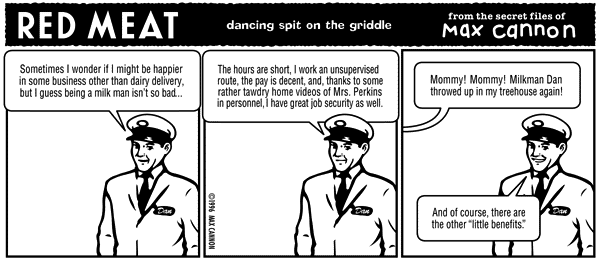 RED MEAT
dancing spit on the griddle
from the secret files of
max cannon
Sometimes I wonder if I might be happier
in some business other than dairy delivery,
but I guess being a milk man isn't so bad...
Dan
©1996 MAX CANNON
The hours are short, I work an unsupervised
route, the pay is decent, and, thanks to some
rather tawdry home videos of Mrs. Perkins
in personnel, I have great job security as well.
Dan
Mommy! Mommy! Milkman Dan
throwed up in my treehouse again!
And of course, there are
the other "little benefits."
Dan